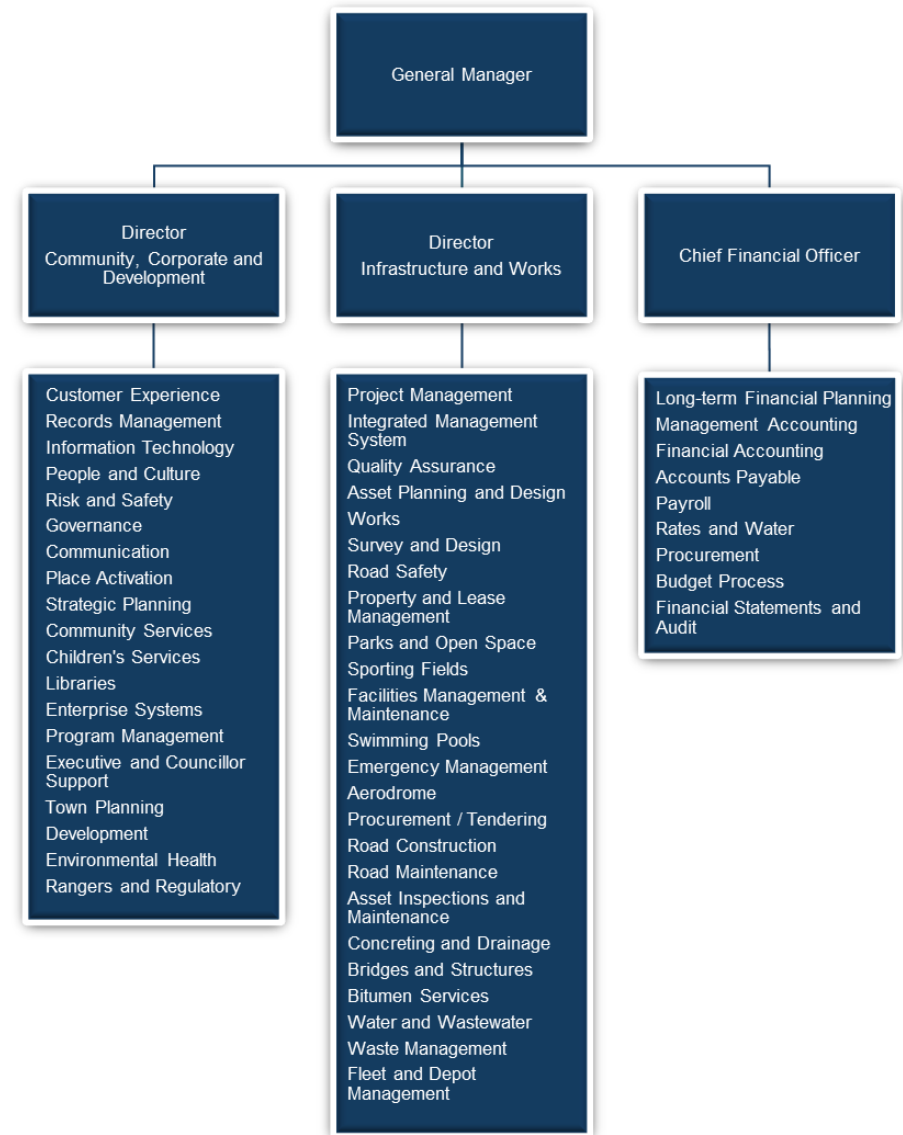 General Manager
Director
Community, Corporate and
Development
Director
Infrastructure and Works
Chief Financial Officer
Customer Experience
Records Management
Information Technology
People and Culture
Risk and Safety
Governance
Communication
Place Activation
Strategic Planning
Community Services
Children's Services
Libraries
Enterprise Systems
Program Management
Executive and Councillor
Support
Town Planning
Development
Environmental Health
Rangers and Regulatory
Project Management
Integrated Management
System
Quality Assurance
Asset Planning and Design
Works
Survey and Design
Road Safety
Property and Lease
Management
Parks and Open Space
Sporting Fields
Facilities Management &
Maintenance
Swimming Pools
Emergency Management
Aerodrome
Procurement / Tendering
Road Construction
Road Maintenance
Asset Inspections and
Maintenance
Concreting and Drainage
Bridges and Structures
Bitumen Services
Water and Wastewater
Waste Management
Fleet and Depot
Management
Long-term Financial Planning
Management Accounting
Financial Accounting
Accounts Payable
Payroll
Rates and Water
Procurement
Budget Process
Financial Statements and
Audit